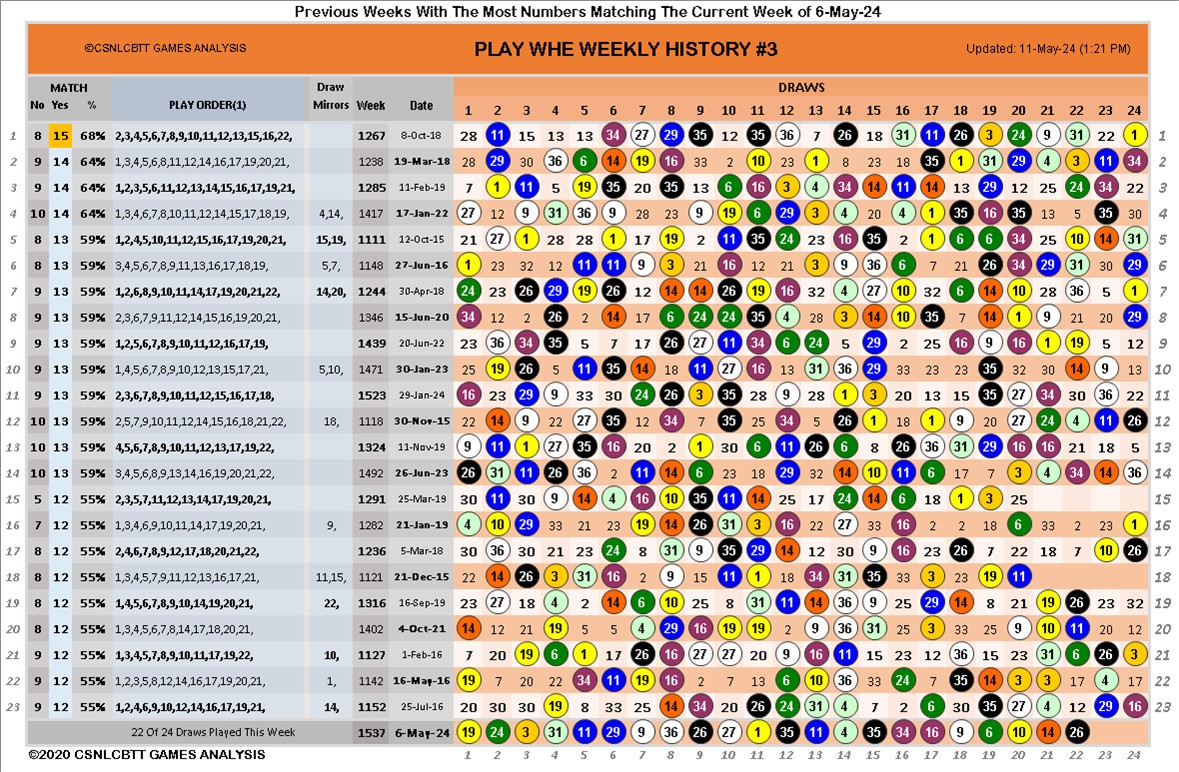 Previous Weeks With The Most Numbers Matching The Current Week of 6-May-24
©CSNLCBTT GAMES ANALYSIS PLAY WHE WEEKLY HISTORY #3 Updated: 11-May-24 (1:21 PM)
MATCH Draw DRAWS
No Yes % PLAY ORDER(1) Mirrors Week Date 1 2 3 4 5 6 7 8 9 10 11 12 13 14 15 16 17 18 19 20 21 22 23 24
1 8 15 68% 2,3,4,5,6,7,8,9,10,11,12,13,15,16,22, 1267 8-Oct-18 28 11 15 13 13 34 27 29 35 12 35 36 7 26 18 31 11 26 3 24 9 31 22 1 1
2 9 14 64% 1,3,4,5,6,8,11,12,14,16,17,19,20,21, 1238 19-Mar-18 28 29 30 36 6 14 19 16 33 2 10 23 1 8 23 18 35 1 31 29 4 3 11 34 2
3 9 14 64% 1,2,3,5,6,11,12,13,14,15,16,17,19,21, 1285 11-Feb-19 7 1 11 5 19 35 20 35 13 6 16 3 4 34 14 11 14 13 29 12 25 24 34 22 3
4 10 14 64% 1,3,4,6,7,8,10,11,12,14,15,17,18,19, 4,14, 1417 17-Jan-22 27 12 9 31 36 9 28 23 9 19 6 29 3 4 20 4 1 35 16 35 13 5 35 30 4
5 8 13 59% 1,2,4,5,10,11,12,15,16,17,19,20,21, 15,19, 1111 12-Oct-15 21 27 1 28 28 1 17 19 2 11 35 24 23 16 35 2 1 6 6 34 25 10 14 31 5
6 8 13 59% 3,4,5,6,7,8,9,11,13,16,17,18,19, 5,7, 1148 27-Jun-16 1 23 32 12 11 11 9 3 21 16 12 21 3 9 36 6 7 21 26 34 29 31 30 29 6
7 9 13 59% 1,2,6,8,9,10,11,14,17,19,20,21,22, 14,20, 1244 30-Apr-18 24 23 26 29 19 26 12 14 14 26 19 16 32 4 27 10 32 6 14 10 28 36 5 1 7
8 9 13 59% 2,3,6,7,9,11,12,15,16,19,20,21, 1346 15-Jun-20 34 12 2 26 2 14 17 6 24 24 35 4 28 3 14 10 35 7 14 1 9 21 20 29 8
9 9 13 59% 1,2,5,6,7,8,9,10,11,12,16,17,19, 1439 20-Jun-22 23 36 34 35 5 7 17 26 27 11 34 6 24 5 29 2 25 16 9 16 1 19 5 12 9
10 9 13 59% 1,4,5,6,7,8,5,9,10,12,13,15,17,21, 5,10, 1471 30-Jan-23 25 19 26 5 11 35 14 18 11 27 16 13 31 36 29 33 23 23 35 32 30 14 9 13 10
11 9 13 59% 2,3,6,7,8,9,10,11,12,15,16,17,18, 1523 29-Jan-24 16 23 29 9 33 30 24 26 3 35 28 9 28 1 3 20 13 15 35 27 34 30 36 22 11
12 10 13 59% 2,5,7,9,10,11,12,14,15,16,18,21,22, 18, 1118 30-Nov-15 22 14 9 22 27 35 12 34 7 35 12 34 5 26 1 18 1 9 20 27 24 4 11 26 12
13 10 13 59% 4,5,6,7,8,9,10,11,12,13,17,19,22, 1324 11-Nov-19 9 11 1 27 35 16 20 2 1 30 6 11 26 6 8 26 36 31 29 16 16 21 18 5 13
14 10 13 59% 3,4,5,6,8,9,13,14,16,19,20,21,22, 1492 26-Jun-23 26 31 11 26 36 2 11 14 6 23 18 29 32 14 10 11 6 17 7 3 4 34 14 36 14
15 5 12 55% 2,3,5,7,11,12,13,14,17,19,20,21, 1291 25-Mar-19 30 11 30 9 14 4 16 10 35 11 14 25 17 24 14 6 18 1 3 25 15
16 7 12 55% 1,3,4,6,9,10,11,14,17,19,20,21, 9, 1282 21-Jan-19 4 10 29 33 21 23 19 14 26 31 3 16 22 27 33 16 2 2 18 6 33 2 23 1 16
17 8 12 55% 2,4,6,7,8,9,12,17,18,20,21,22, 1236 5-Mar-18 30 36 30 21 23 24 8 31 9 35 29 14 12 30 9 16 23 26 7 22 18 7 10 26 17
18 8 12 55% 1,3,4,5,7,9,11,12,13,16,17,21, 11,15, 1121 21-Dec-15 22 14 26 3 31 16 2 9 15 11 1 18 34 31 35 33 3 23 19 11 18
19 8 12 55% 1,4,5,6,7,8,9,10,14,19,20,21, 22, 1316 16-Sep-19 23 27 18 4 2 14 6 10 25 8 31 11 14 36 9 25 29 14 8 21 19 26 23 32 19
20 8 12 55% 1,3,4,5,6,7,8,14,17,18,20,21, 1402 4-Oct-21 14 12 20 19 5 5 4 29 16 19 19 2 9 36 31 25 3 33 25 9 10 11 20 12 20
21 9 12 55% 1,3,4,5,7,8,9,10,11,17,19,22, 10, 17 1-Feb-16 7 20 19 6 1 17 26 16 27 27 20 9 16 11 15 23 12 36 15 23 31 6 26 3 21
22 9 12 55% 1,2,3,5,8,12,14,16,17,19,20,21, 1, 1142 16-May-16 19 7 20 22 34 11 19 16 2 7 22 6 10 33 33 24 7 35 14 3 3 17 4 17 22
23 9 12 55% 1,2,4,6,9,10,12,14,16,17,19,21, 14, 1152 25-Jul-16 20 30 30 19 8 33 25 14 34 20 26 24 31 4 7 17 6 30 35 27 4 12 29 16 23
22 Of 24 Draws Played This Week 1537 6-May-24 19 24 3 31 11 29 9 36 26 27 1 35 11 4 35 34 16 9 6 10 14 26
©2020 CSNLCBTT GAMES ANALYSIS 1 2 3 4 5 6 7 8 9 10 11 12 13 14 15 16 17 18 19 20 21 22 23 24